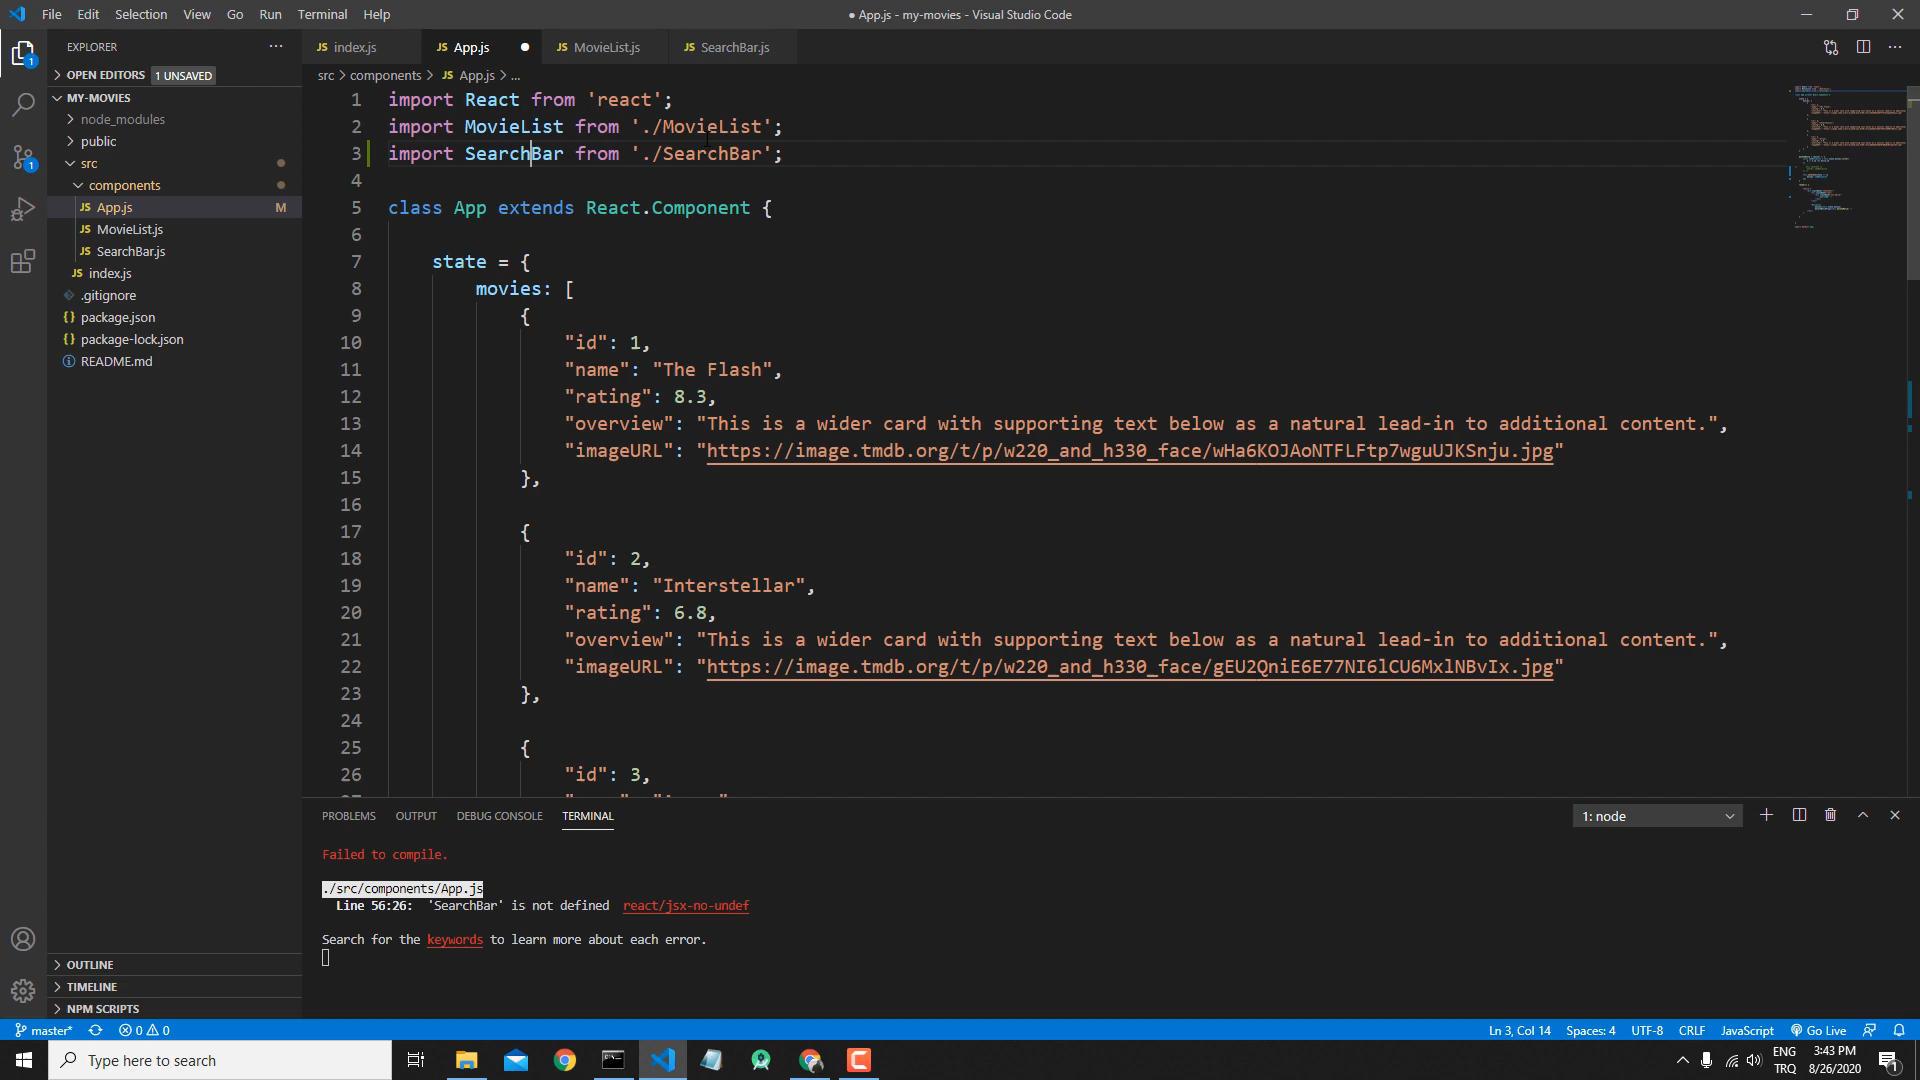 File Edit Selection View Go Run Terminal Help
● App.js - my-movies - Visual Studio Code
EXPLORER
OPEN EDITORS 1 UNSAVED
MY-MOVIES
node_modules
public
src
components
JS App.js M
JS MovieList.js
JS SearchBar.js
JS index.js
.gitignore
{} package.json
{} package-lock.json
README.md
OUTLINE
TIMELINE
NPM SCRIPTS
JS index.js JS App.js ● JS MovieList.js JS SearchBar.js
src > components > JS App.js > ...
1 import React from 'react';
2 import MovieList from './MovieList';
3 import SearchBar from './SearchBar';
4
5 class App extends React.Component {
6
7 state = {
8 movies: [
9 {
10 "id": 1,
11 "name": "The Flash",
12 "rating": 8.3,
13 "overview": "This is a wider card with supporting text below as a natural lead-in to additional content.",
14 "imageURL": "https://image.tmdb.org/t/p/w220_and_h330_face/wHa6KOJAoNTFLFtp7wguUJKSnju.jpg"
15 },
16
17 {
18 "id": 2,
19 "name": "Interstellar",
20 "rating": 6.8,
21 "overview": "This is a wider card with supporting text below as a natural lead-in to additional content.",
22 "imageURL": "https://image.tmdb.org/t/p/w220_and_h330_face/gEU2QniE6E77NI6lCU6MxlNBvIx.jpg"
23 },
24
25 {
26 "id": 3,
PROBLEMS OUTPUT DEBUG CONSOLE TERMINAL
1: node
Failed to compile.
./src/components/App.js
Line 56:26: 'SearchBar' is not defined react/jsx-no-undef
Search for the keywords to learn more about each error.
master* 0 0
Ln 3, Col 14 Spaces: 4 UTF-8 CRLF JavaScript Go Live
Type here to search
ENG
TRQ
3:43 PM
8/26/2020
1